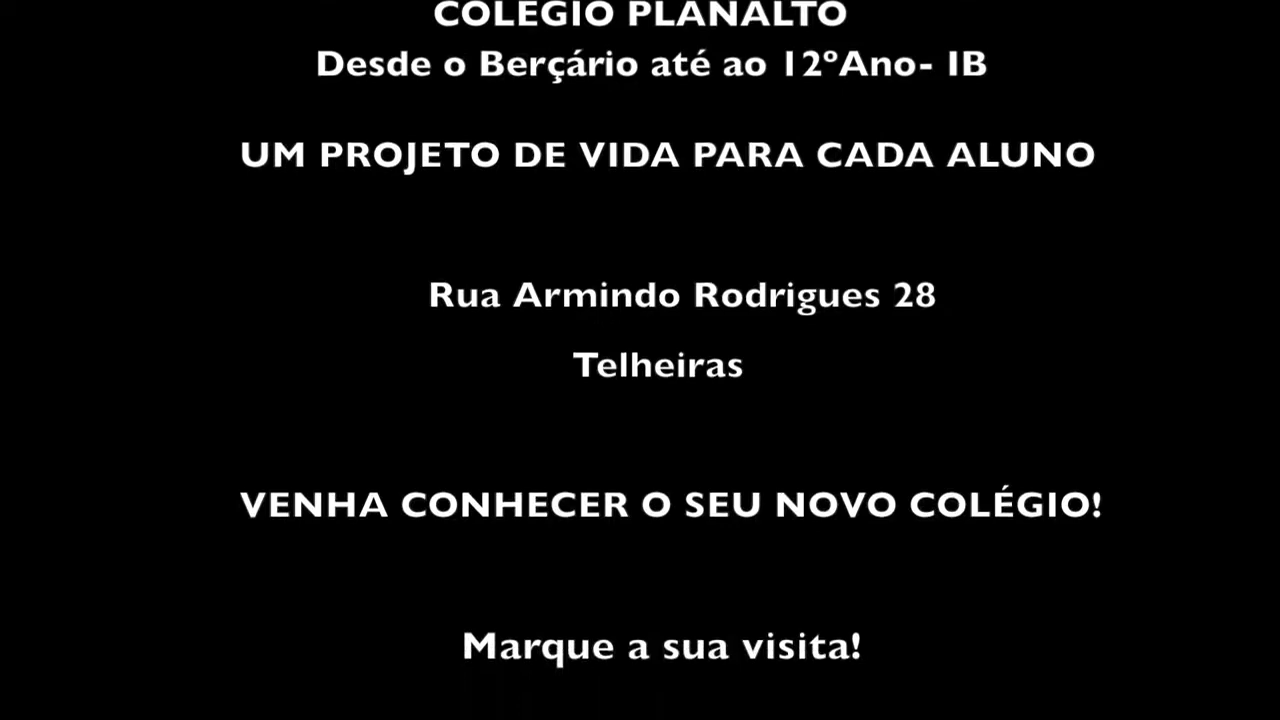 COLÉGIO PLANALTO
Desde o Berçário até ao 12ºAno- IB
UM PROJETO DE VIDA PARA CADA ALUNO
Rua Armindo Rodrigues 28
Telheiras
VENHA CONHECER O SEU NOVO COLÉGIO!
Marque a sua visita!